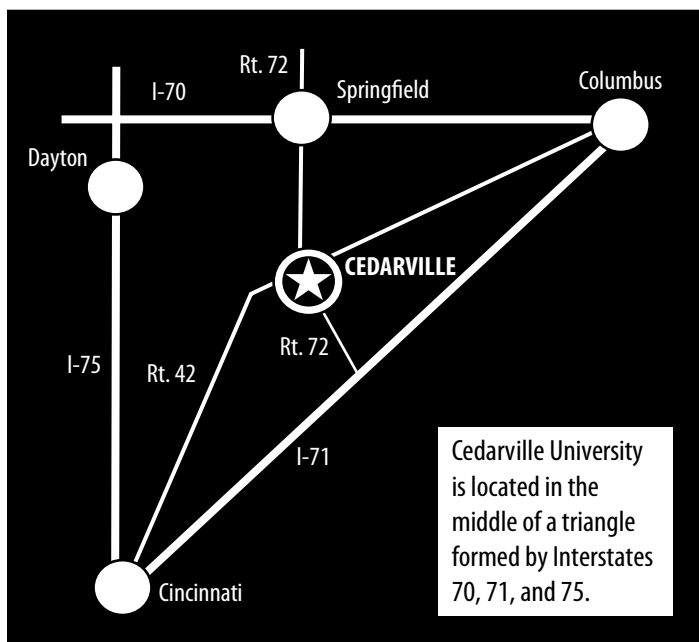 Rt. 72
Columbus
I-70
Springfield
Dayton
CEDARVILLE
Rt. 72
I-75
Rt. 42
I-71
Cedarville University
is located in the
middle of a triangle
formed by Interstates
70, 71, and 75.
Cincinnati